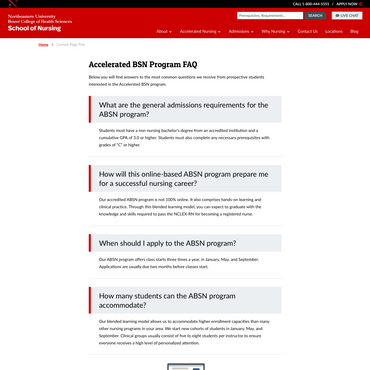 CALL 1-800-444-5555 | APPLY NOW
Northeastern University
Bouvé College of Health Sciences
School of Nursing
Prerequisites, Requirements, ... SEARCH LIVE CHAT
About Accelerated Nursing Admissions Why Nursing Contact Us Locations Blog
Home Current Page Title
Accelerated BSN Program FAQ
Below you will find answers to the most common questions we receive from prospective students
interested in the Accelerated BSN program.
What are the general admissions requirements for the
ABSN program?
Students must have a non-nursing bachelor's degree from an accredited institution and a
cumulative GPA of 3.0 or higher. Students must also complete any necessary prerequisites with
grades of "C" or higher.
How will this online-based ABSN program prepare me
for a successful nursing career?
Our accredited ABSN program is not 100% online. It also comprises hands-on learning and
clinical practice. Through this blended learning model, you can expect to graduate with the
knowledge and skills required to pass the NCLEX-RN for becoming a registered nurse.
When should I apply to the ABSN program?
Our ABSN program offers class starts three times a year, in January, May, and September.
Applications are usually due two months before classes start.
How many students can the ABSN program
accommodate?
Our blended learning model allows us to accommodate higher enrollment capacities than many
other nursing programs in your area. We start new cohorts of students in January, May, and
September. Clinical groups usually consist of five to eight students per instructor to ensure
everyone receives a high level of personalized attention.